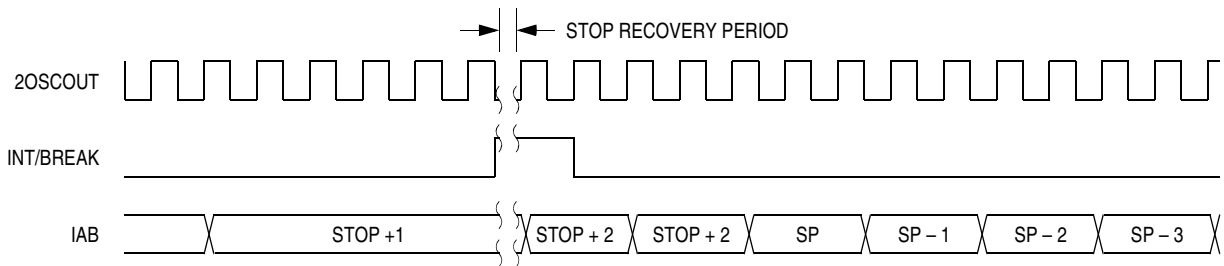 STOP RECOVERY PERIOD
2OSCOUT
INT/BREAK
IAB STOP +1 STOP + 2 STOP + 2 SP SP – 1 SP – 2 SP – 3